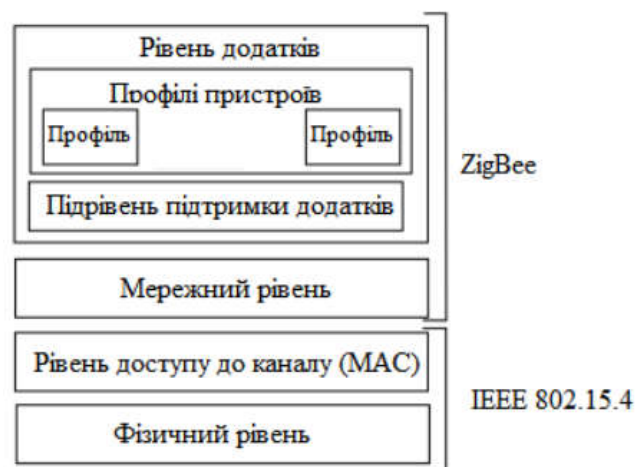 Рівень додатків
Профілі пристроїв
Профіль Профіль
ZigBee
Підрівень підтримки додатків
Мережний рівень
Рівень доступу до каналу (MAC)
IEEE 802.15.4
Фізичний рівень